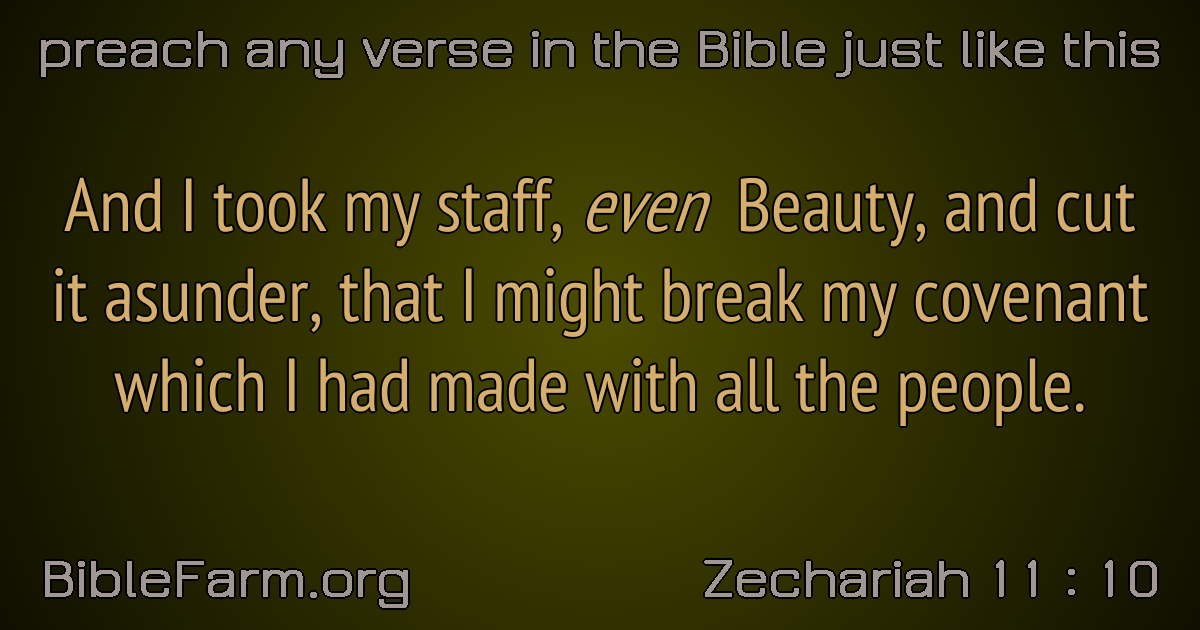 preach any verse in the Bible just like this
And I took my staff, even Beauty, and cut
it asunder, that I might break my covenant
which I had made with all the people.
BibleFarm.org
Zechariah 11 : 10